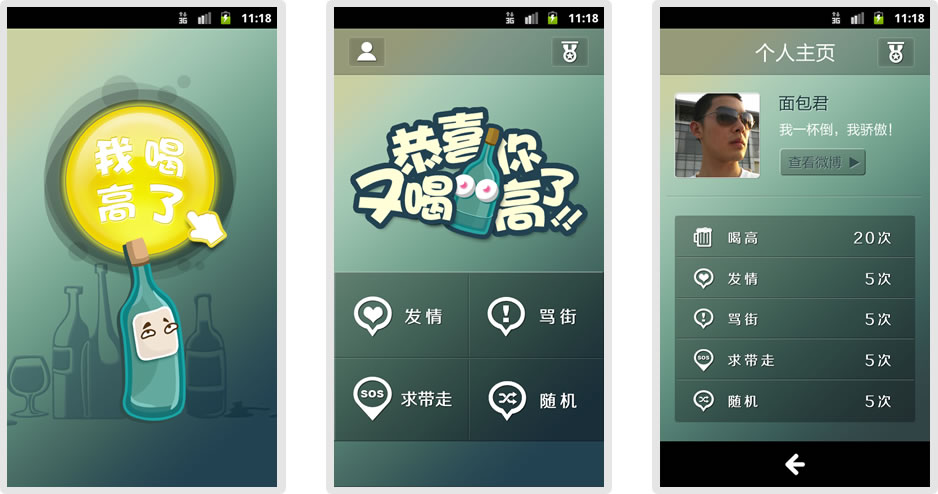 3G 11:18
我喝
高了
3G 11:18
恭喜你
又喝高了!!!
发情
骂街
SOS
求带走
随机
3G 11:18
个人主页
面包君
我一杯倒，我骄傲！
查看微博
喝高 20次
发情 5次
骂街 5次
SOS 求带走 5次
随机 5次